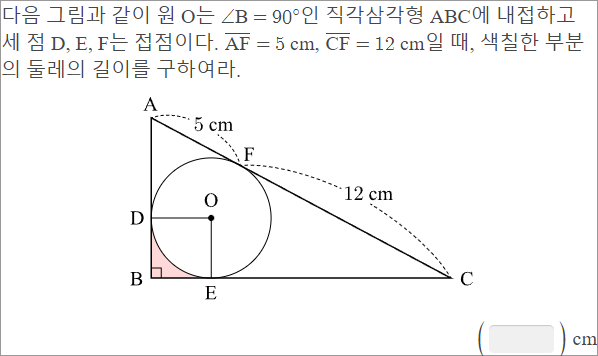 다음 그림과 같이 원 O는 ∠B = 90°인 직각삼각형 ABC에 내접하고
세 점 D, E, F는 접점이다. A̅F̅ = 5 cm, C̅F̅ = 12 cm일 때, 색칠한 부분
의 둘레의 길이를 구하여라.
A
5 cm
F
12 cm
O
D
B
E
C
( ) cm